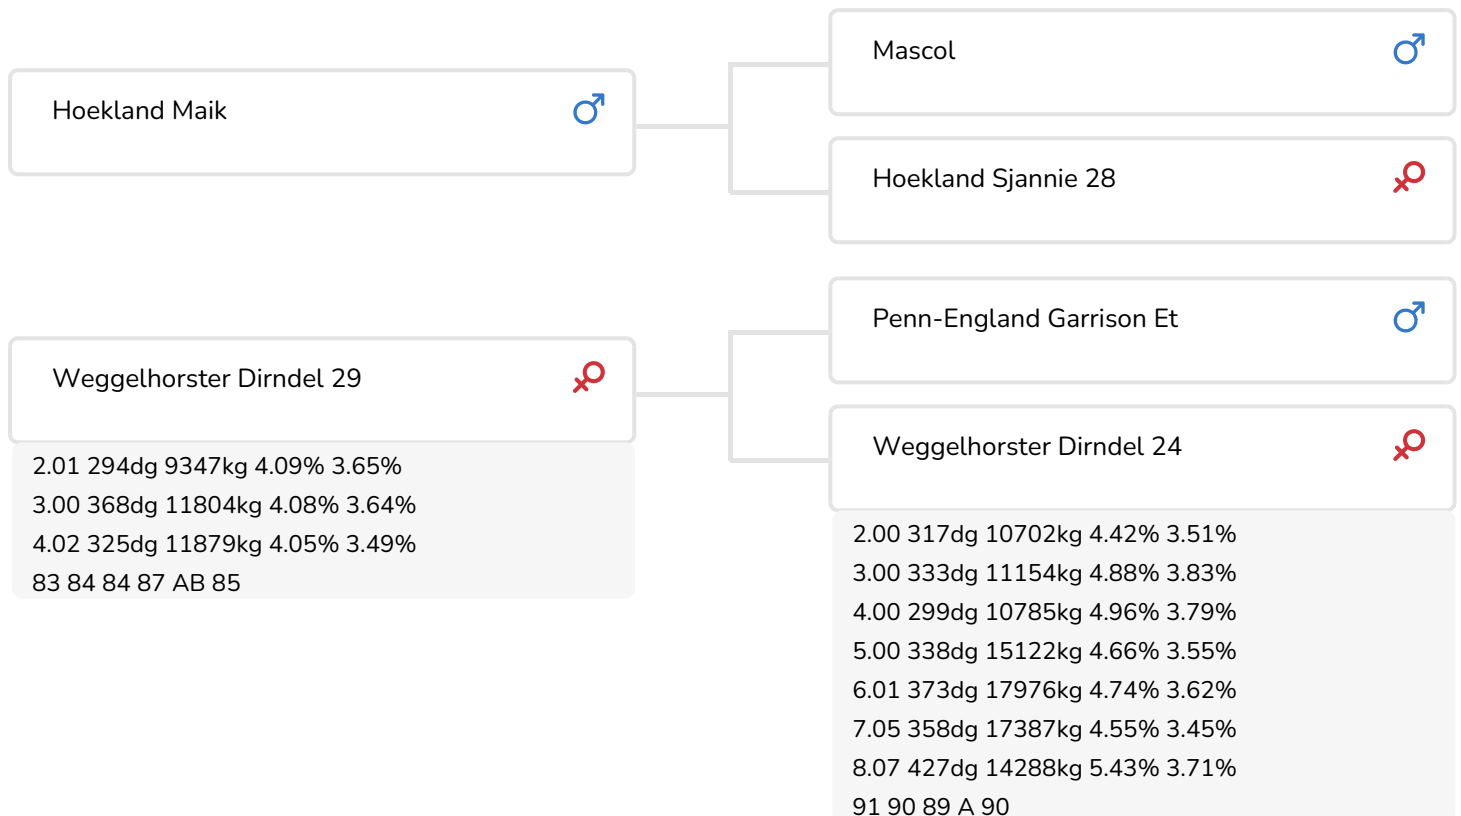 Hoekland Maik
Mascol
Hoekland Sjannie 28
Weggelhorster Dirndel 29
2.01 294dg 9347kg 4.09% 3.65%
3.00 368dg 11804kg 4.08% 3.64%
4.02 325dg 11879kg 4.05% 3.49%
83 84 84 87 AB 85
Penn-England Garrison Et
Weggelhorster Dirndel 24
2.00 317dg 10702kg 4.42% 3.51%
3.00 333dg 11154kg 4.88% 3.83%
4.00 299dg 10785kg 4.96% 3.79%
5.00 338dg 15122kg 4.66% 3.55%
6.01 373dg 17976kg 4.74% 3.62%
7.05 358dg 17387kg 4.55% 3.45%
8.07 427dg 14288kg 5.43% 3.71%
91 90 89 A 90